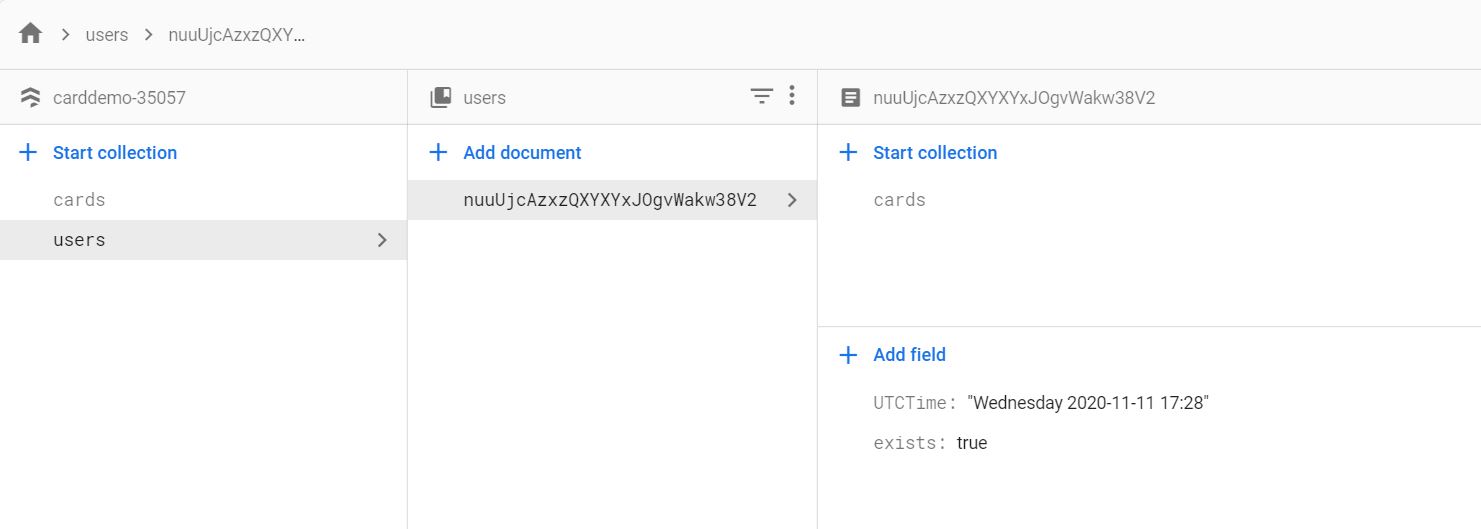 users nuuUjcAzxzQXY...
carddemo-35057
Start collection
cards
users
users
Add document
nuuUjcAzxzQXYXYxJOgvWakw38V2
nuuUjcAzxzQXYXYxJOgvWakw38V2
Start collection
cards
Add field
UTCTime: "Wednesday 2020-11-11 17:28"
exists: true